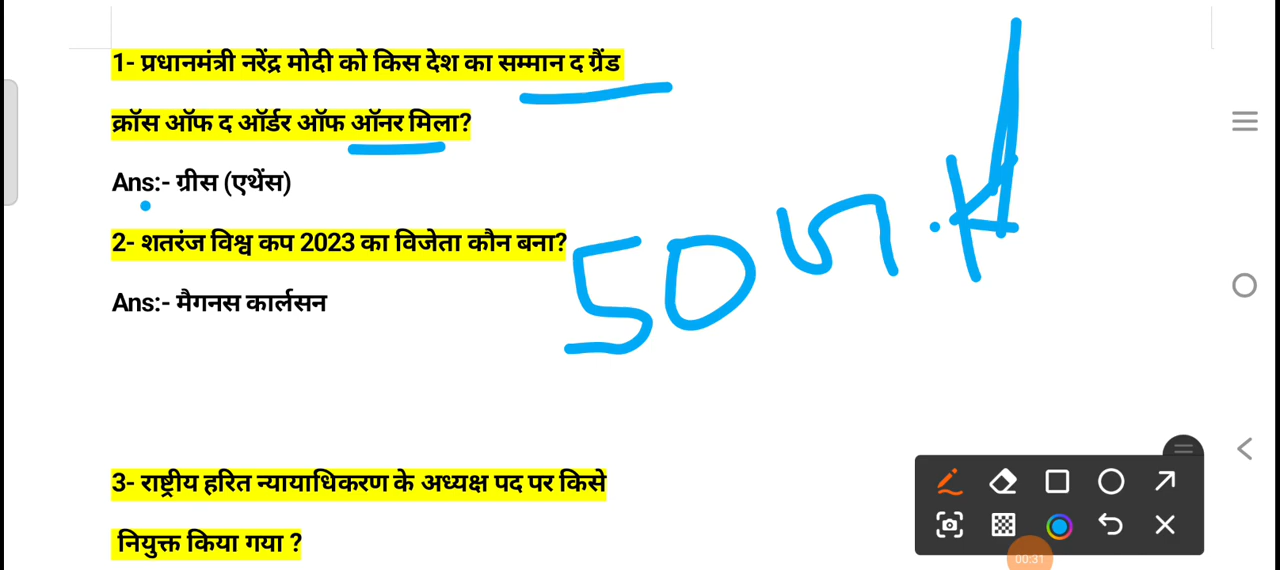 1- प्रधानमंत्री नरेंद्र मोदी को किस देश का सम्मान द ग्रैंड
क्रॉस ऑफ द ऑर्डर ऑफ ऑनर मिला?
Ans:- ग्रीस (एथेंस)
2- शतरंज विश्व कप 2023 का विजेता कौन बना?
50
Ans:- मैगनस कार्लसन
3- राष्ट्रीय हरित न्यायाधिकरण के अध्यक्ष पद पर किसे
नियुक्त किया गया ?
00:31